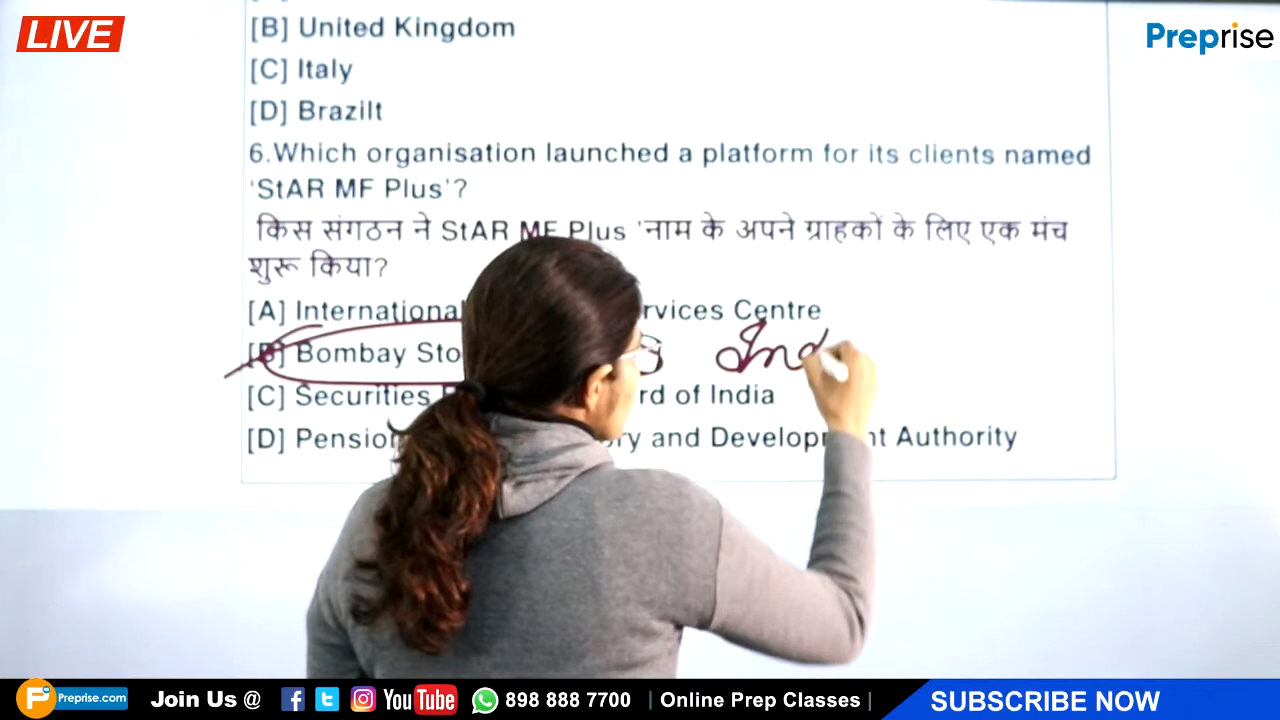 LIVE
Preprise
[B] United Kingdom
[C] Italy
[D] Brazilt
6.Which organisation launched a platform for its clients named
‘StAR MF Plus’?
किस संगठन ने StAR MF Plus 'नाम के अपने ग्राहकों के लिए एक मंच
शुरू किया?
[A] International rvices Centre
[B] Bombay Sto Ind
[C] Securities rd of India
[D] Pension ry and Development Authority
Preprise.com Join Us @ YouTube 898 888 7700 | Online Prep Classes | SUBSCRIBE NOW